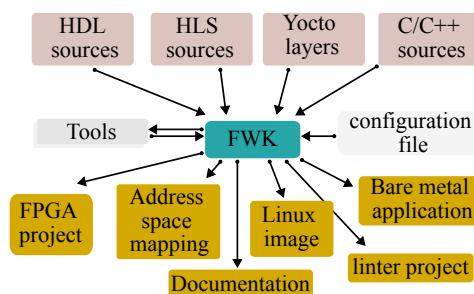 HDL
sources
HLS
sources
Yocto
layers
C/C++
sources
Tools
FWK
configuration
file
FPGA
project
Address
space
mapping
Linux
image
Bare metal
application
Documentation
linter project